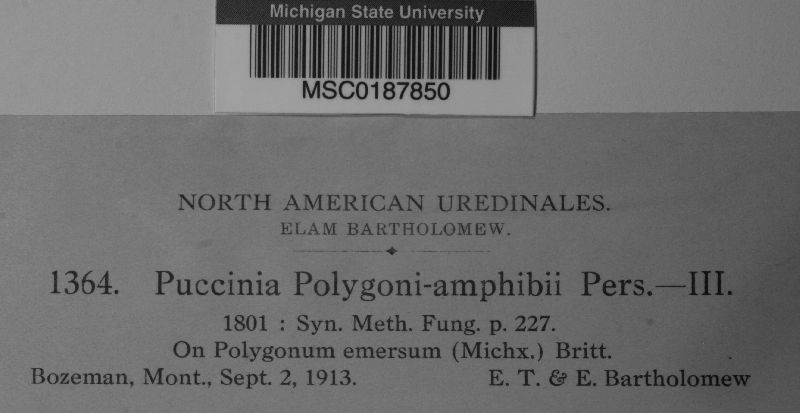 Michigan State University
MSC0187850
NORTH AMERICAN UREDINALES.
ELAM BARTHOLOMEW.
1364. Puccinia Polygoni-amphibii Pers.—III.
1801 : Syn. Meth. Fung. p. 227.
On Polygonum emersum (Michx.) Britt.
Bozeman, Mont., Sept. 2, 1913. E. T. & E. Bartholomew